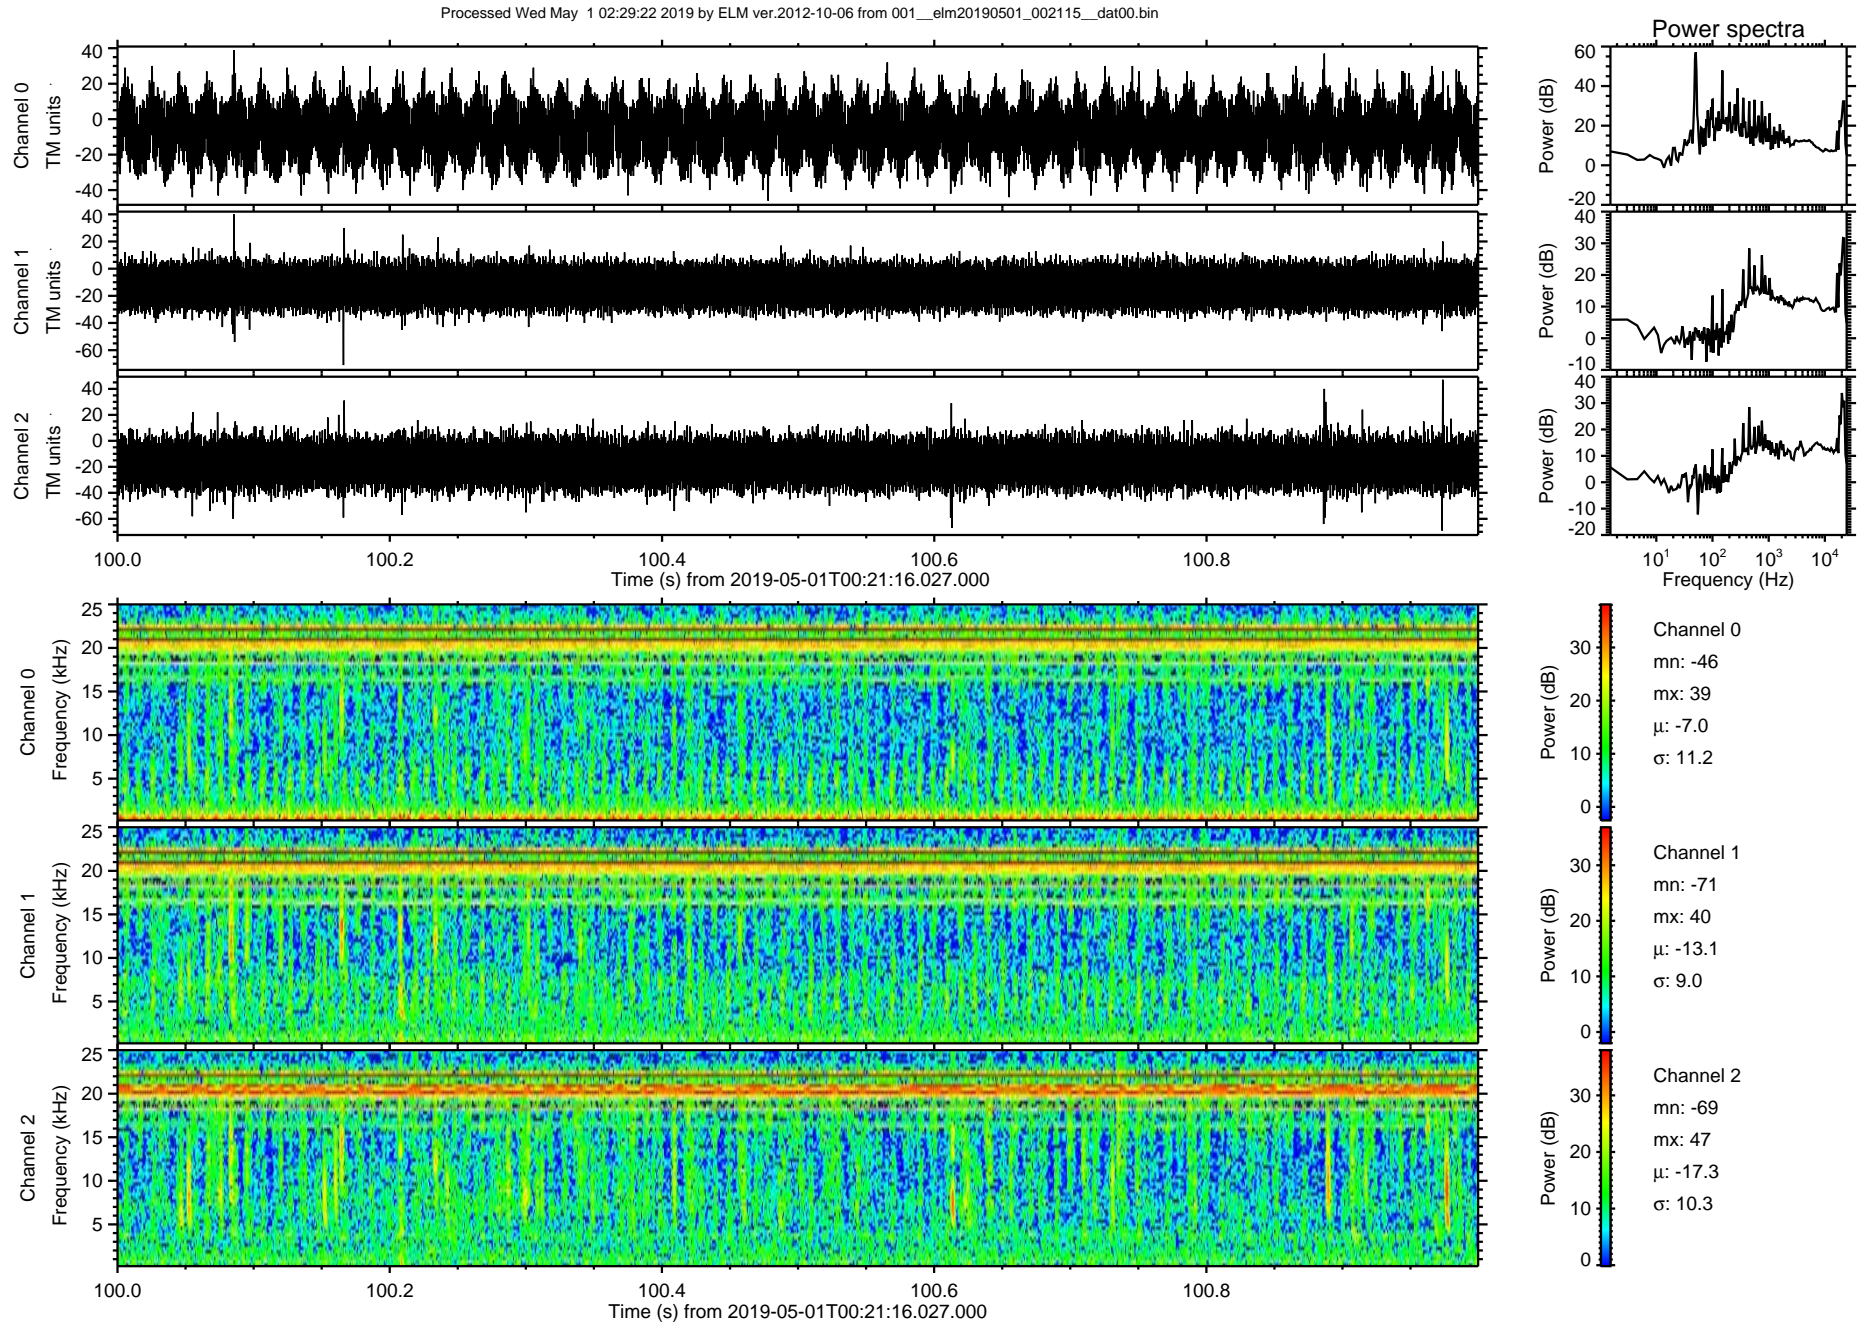 Processed Wed May  1 02:29:22 2019 by ELM ver.2012-10-06 from 001__elm20190501_002115__dat00.bin
Power spectra
Channel 0
TM units
40
20
0
-20
-40
Power (dB)
60
40
20
0
-20
Channel 1
TM units
40
20
0
-20
-40
-60
Power (dB)
40
30
20
10
0
-10
Channel 2
TM units
40
20
0
-20
-40
-60
Power (dB)
40
30
20
10
0
-10
-20
100.0 100.2 100.4 100.6 100.8
Time (s) from 2019-05-01T00:21:16.027.000
10¹ 10² 10³ 10⁴
Frequency (Hz)
Channel 0
Frequency (kHz)
25
20
15
10
5
Power (dB)
30
20
10
0
Channel 0
mn: -46
mx: 39
μ: -7.0
σ: 11.2
Channel 1
Frequency (kHz)
25
20
15
10
5
Power (dB)
30
20
10
0
Channel 1
mn: -71
mx: 40
μ: -13.1
σ: 9.0
Channel 2
Frequency (kHz)
25
20
15
10
5
Power (dB)
30
20
10
0
Channel 2
mn: -69
mx: 47
μ: -17.3
σ: 10.3
100.0 100.2 100.4 100.6 100.8
Time (s) from 2019-05-01T00:21:16.027.000